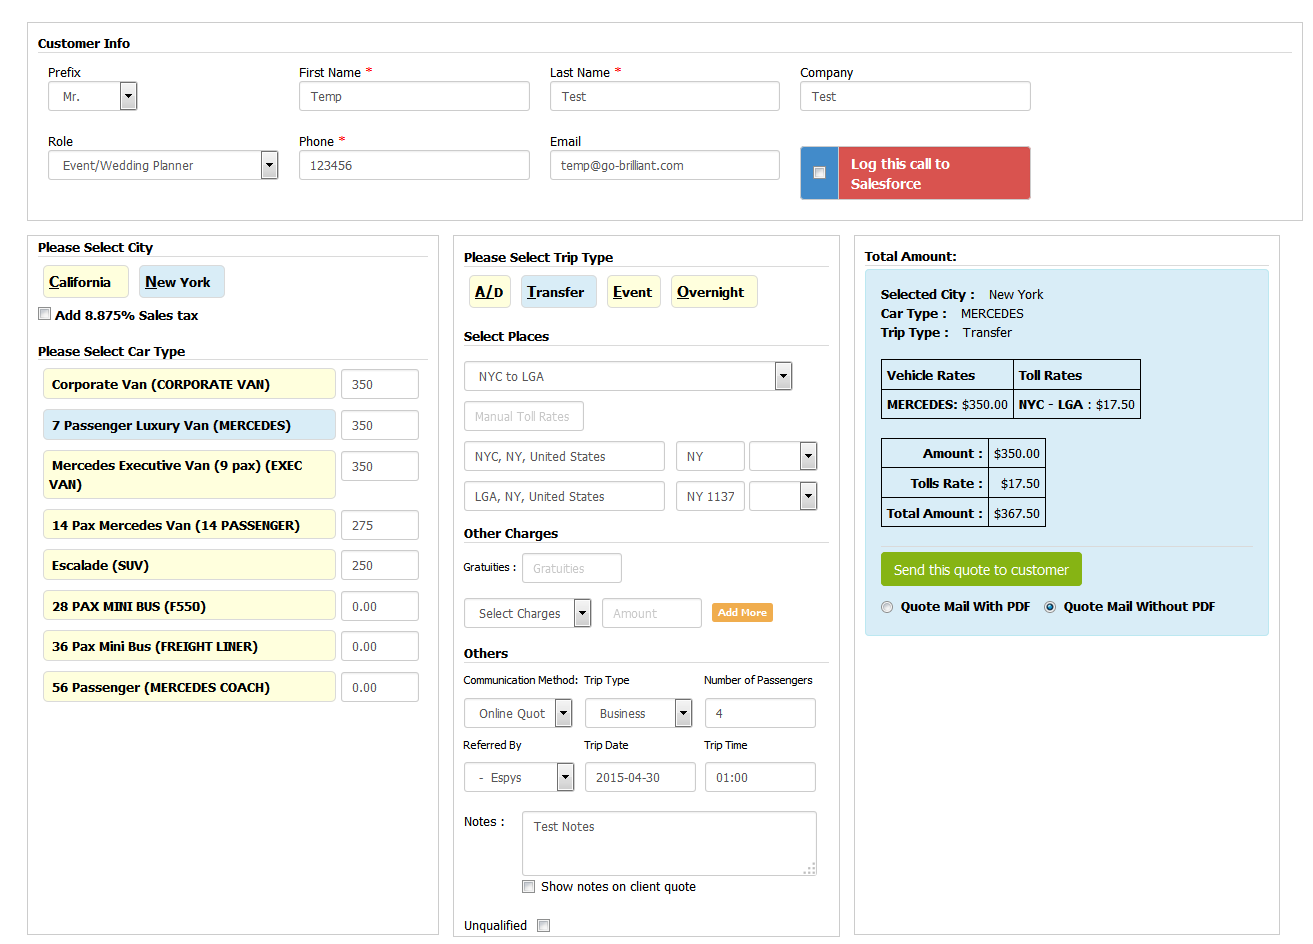 Customer Info
Prefix
First Name *
Last Name *
Company
Mr.
Temp
Test
Test
Role
Phone *
Email
Event/Wedding Planner
123456
temp@go-brilliant.com
Log this call to
Salesforce
Please Select City
California
New York
Add 8.875% Sales tax
Please Select Car Type
Corporate Van (CORPORATE VAN)
350
7 Passenger Luxury Van (MERCEDES)
350
Mercedes Executive Van (9 pax) (EXEC
VAN)
350
14 Pax Mercedes Van (14 PASSENGER)
275
Escalade (SUV)
250
28 PAX MINI BUS (F550)
0.00
36 Pax Mini Bus (FREIGHT LINER)
0.00
56 Passenger (MERCEDES COACH)
0.00
Please Select Trip Type
A/D
Transfer
Event
Overnight
Select Places
NYC to LGA
Manual Toll Rates
NYC, NY, United States
NY
LGA, NY, United States
NY 1137
Other Charges
Gratuities :
Gratuities
Select Charges
Amount
Add More
Others
Communication Method:
Trip Type
Number of Passengers
Online Quot
Business
4
Referred By
Trip Date
Trip Time
- Espys
2015-04-30
01:00
Notes :
Test Notes
Show notes on client quote
Unqualified
Total Amount:
Selected City : New York
Car Type : MERCEDES
Trip Type : Transfer
Vehicle Rates
Toll Rates
MERCEDES: $350.00
NYC - LGA : $17.50
Amount : $350.00
Tolls Rate : $17.50
Total Amount : $367.50
Send this quote to customer
Quote Mail With PDF
Quote Mail Without PDF